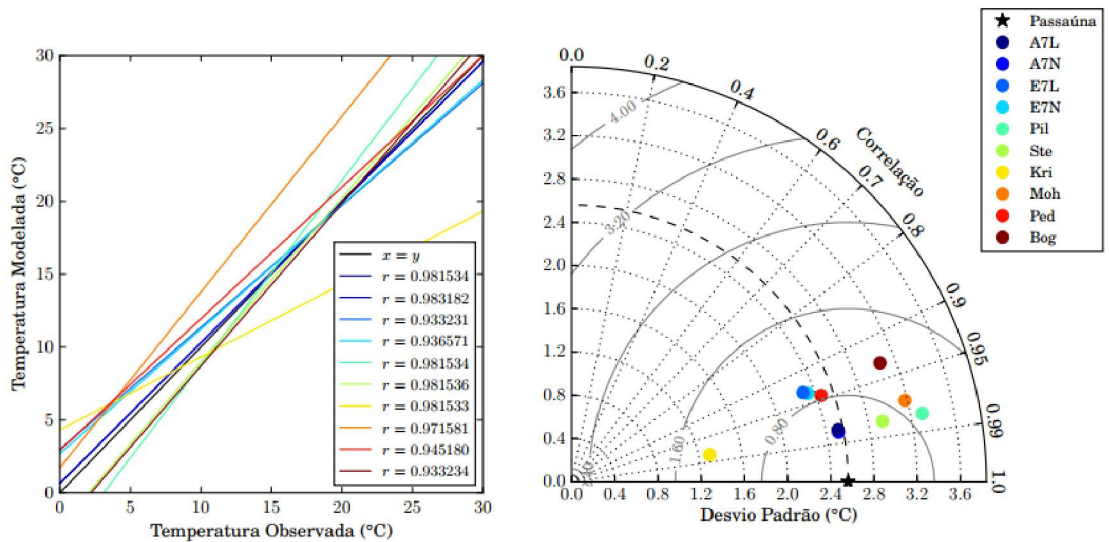 30
25
20
15
10
5
0
Temperatura Modelada (°C)
0 5 10 15 20 25 30
Temperatura Observada (°C)
x = y
r = 0.981534
r = 0.983182
r = 0.933231
r = 0.936571
r = 0.981534
r = 0.981536
r = 0.981533
r = 0.971581
r = 0.945180
r = 0.933234
0.0
0.2
0.4
0.6
0.7
0.8
0.9
0.95
0.99
1.0
Correlação
3.6
3.2
2.8
2.4
2.0
1.6
1.2
0.8
0.4
0.0
4.00
3.20
1.60
0.80
0.0 0.4 0.8 1.2 1.6 2.0 2.4 2.8 3.2 3.6
Desvio Padrão (°C)
Passaúna
A7L
A7N
E7L
E7N
Pil
Ste
Kri
Moh
Ped
Bog